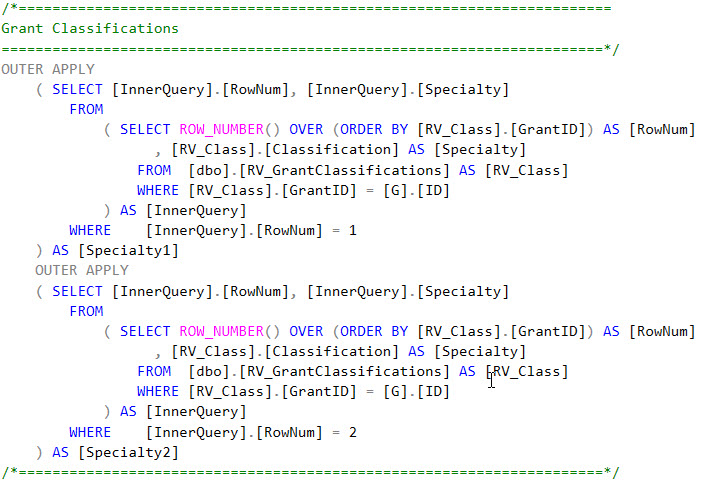 /*======================================================================
Grant Classifications
======================================================================*/
OUTER APPLY
    ( SELECT [InnerQuery].[RowNum], [InnerQuery].[Specialty]
        FROM
            ( SELECT ROW_NUMBER() OVER (ORDER BY [RV_Class].[GrantID]) AS [RowNum]
                  , [RV_Class].[Classification] AS [Specialty]
                FROM  [dbo].[RV_GrantClassifications] AS [RV_Class]
                WHERE [RV_Class].[GrantID] = [G].[ID]
            ) AS [InnerQuery]
        WHERE    [InnerQuery].[RowNum] = 1
    ) AS [Specialty1]
    OUTER APPLY
    ( SELECT [InnerQuery].[RowNum], [InnerQuery].[Specialty]
        FROM
            ( SELECT ROW_NUMBER() OVER (ORDER BY [RV_Class].[GrantID]) AS [RowNum]
                  , [RV_Class].[Classification] AS [Specialty]
                FROM  [dbo].[RV_GrantClassifications] AS [RV_Class]
                WHERE [RV_Class].[GrantID] = [G].[ID]
            ) AS [InnerQuery]
        WHERE    [InnerQuery].[RowNum] = 2
    ) AS [Specialty2]
/*=====================================================================*/